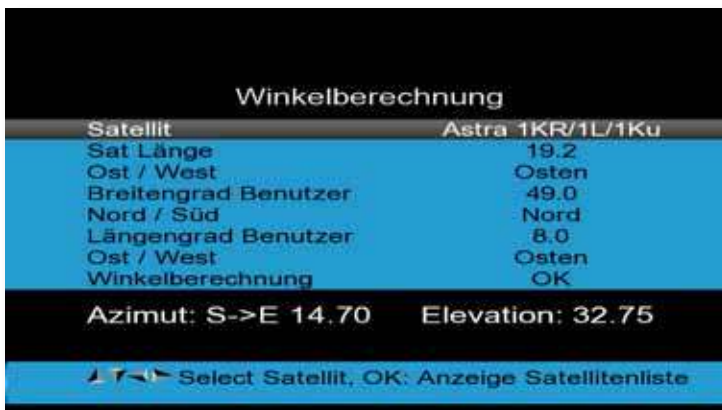 Winkelberechnung
Satellit Astra 1KR/1L/1Ku
Sat Länge 19.2
Ost / West Osten
Breitengrad Benutzer 49.0
Nord / Süd Nord
Längengrad Benutzer 8.0
Ost / West Osten
Winkelberechnung OK
Azimut: S->E 14.70 Elevation: 32.75
Select Satellit, OK: Anzeige Satellitenliste